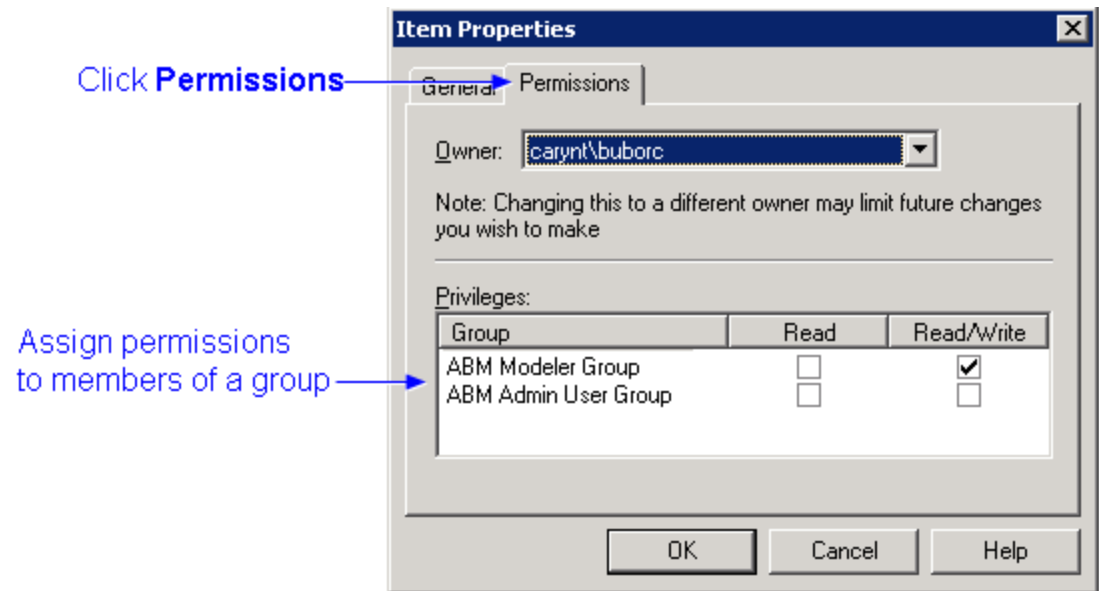 Item Properties
Click Permissions
General Permissions
Owner: carynt\buborc
Note: Changing this to a different owner may limit future changes
you wish to make
Privileges:
Group Read Read/Write
Assign permissions
to members of a group
ABM Modeler Group
ABM Admin User Group
OK Cancel Help